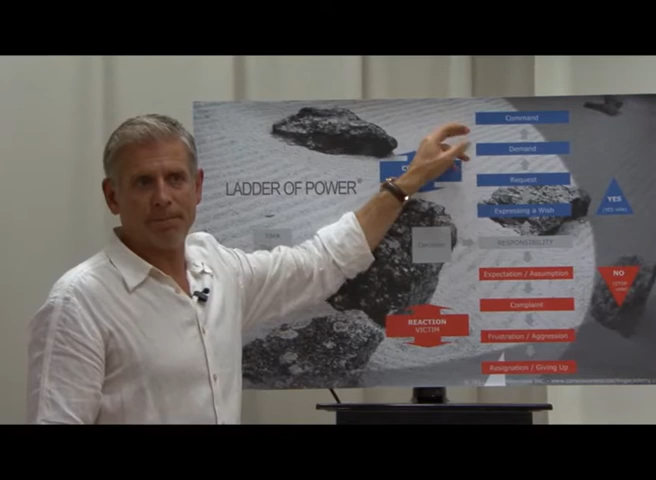 LADDER OF POWER®
Command
Demand
Request
Expressing a Wish
RESPONSIBILITY
Expectation / Assumption
Complaint
Frustration / Aggression
Resignation / Giving Up
Decision
REACTION
VICTIM
YES
NO